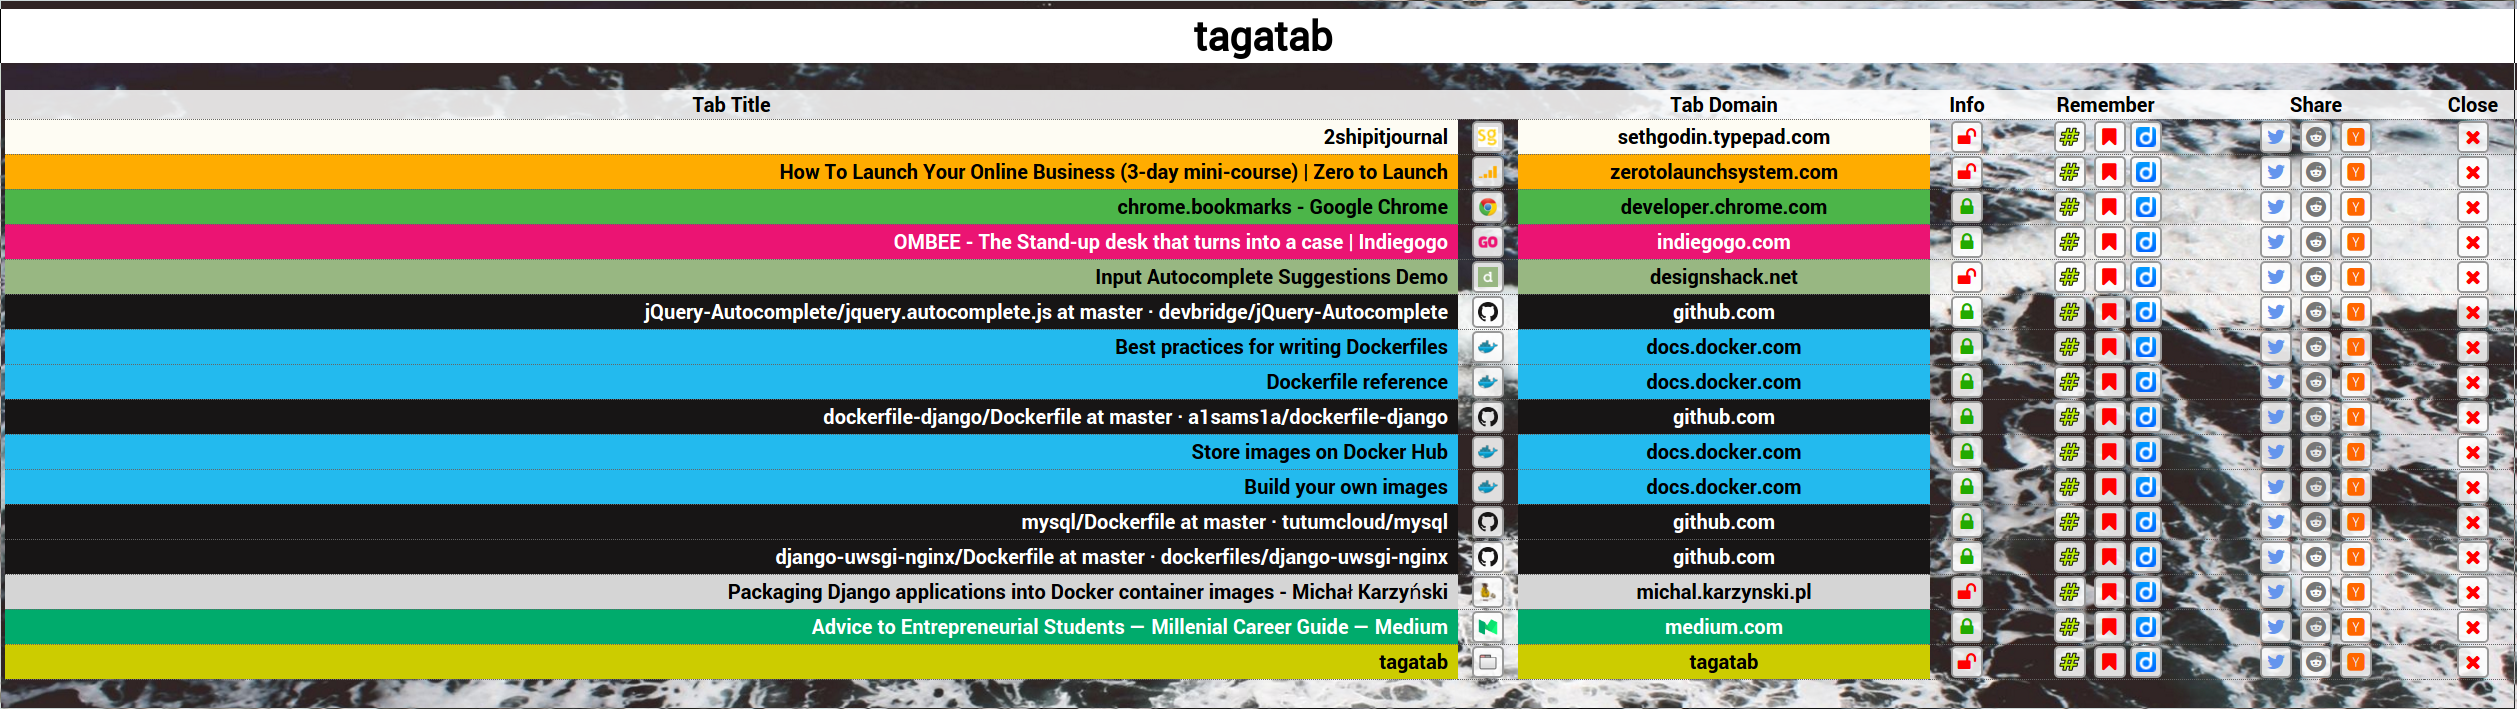 tagatab
Tab Title Tab Domain Info Remember Share Close
2shipitjournal sg sethgodin.typepad.com # d Y
How To Launch Your Online Business (3-day mini-course) | Zero to Launch zerotolaunchsystem.com # d Y
chrome.bookmarks - Google Chrome developer.chrome.com # d Y
OMBEE - The Stand-up desk that turns into a case | Indiegogo GO indiegogo.com # d Y
Input Autocomplete Suggestions Demo d designshack.net # d Y
jQuery-Autocomplete/jquery.autocomplete.js at master · devbridge/jQuery-Autocomplete github.com # d Y
Best practices for writing Dockerfiles docs.docker.com # d Y
Dockerfile reference docs.docker.com # d Y
dockerfile-django/Dockerfile at master · a1sams1a/dockerfile-django github.com # d Y
Store images on Docker Hub docs.docker.com # d Y
Build your own images docs.docker.com # d Y
mysql/Dockerfile at master · tutumcloud/mysql github.com # d Y
django-uwsgi-nginx/Dockerfile at master · dockerfiles/django-uwsgi-nginx github.com # d Y
Packaging Django applications into Docker container images - Michał Karzyński michal.karzynski.pl # d Y
Advice to Entrepreneurial Students — Millenial Career Guide — Medium medium.com # d Y
tagatab tagatab # d Y